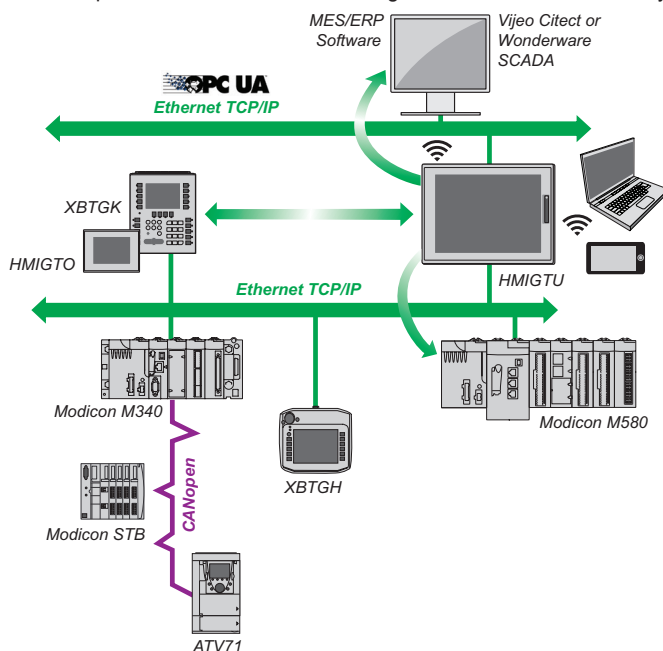 MES/ERP
Software
Vijeo Citect or
Wonderware
SCADA
OPC UA
Ethernet TCP/IP
XBTGK
HMIGTO
HMIGTU
Ethernet TCP/IP
Modicon M340
Modicon M580
XBTGH
CANopen
Modicon STB
ATV71